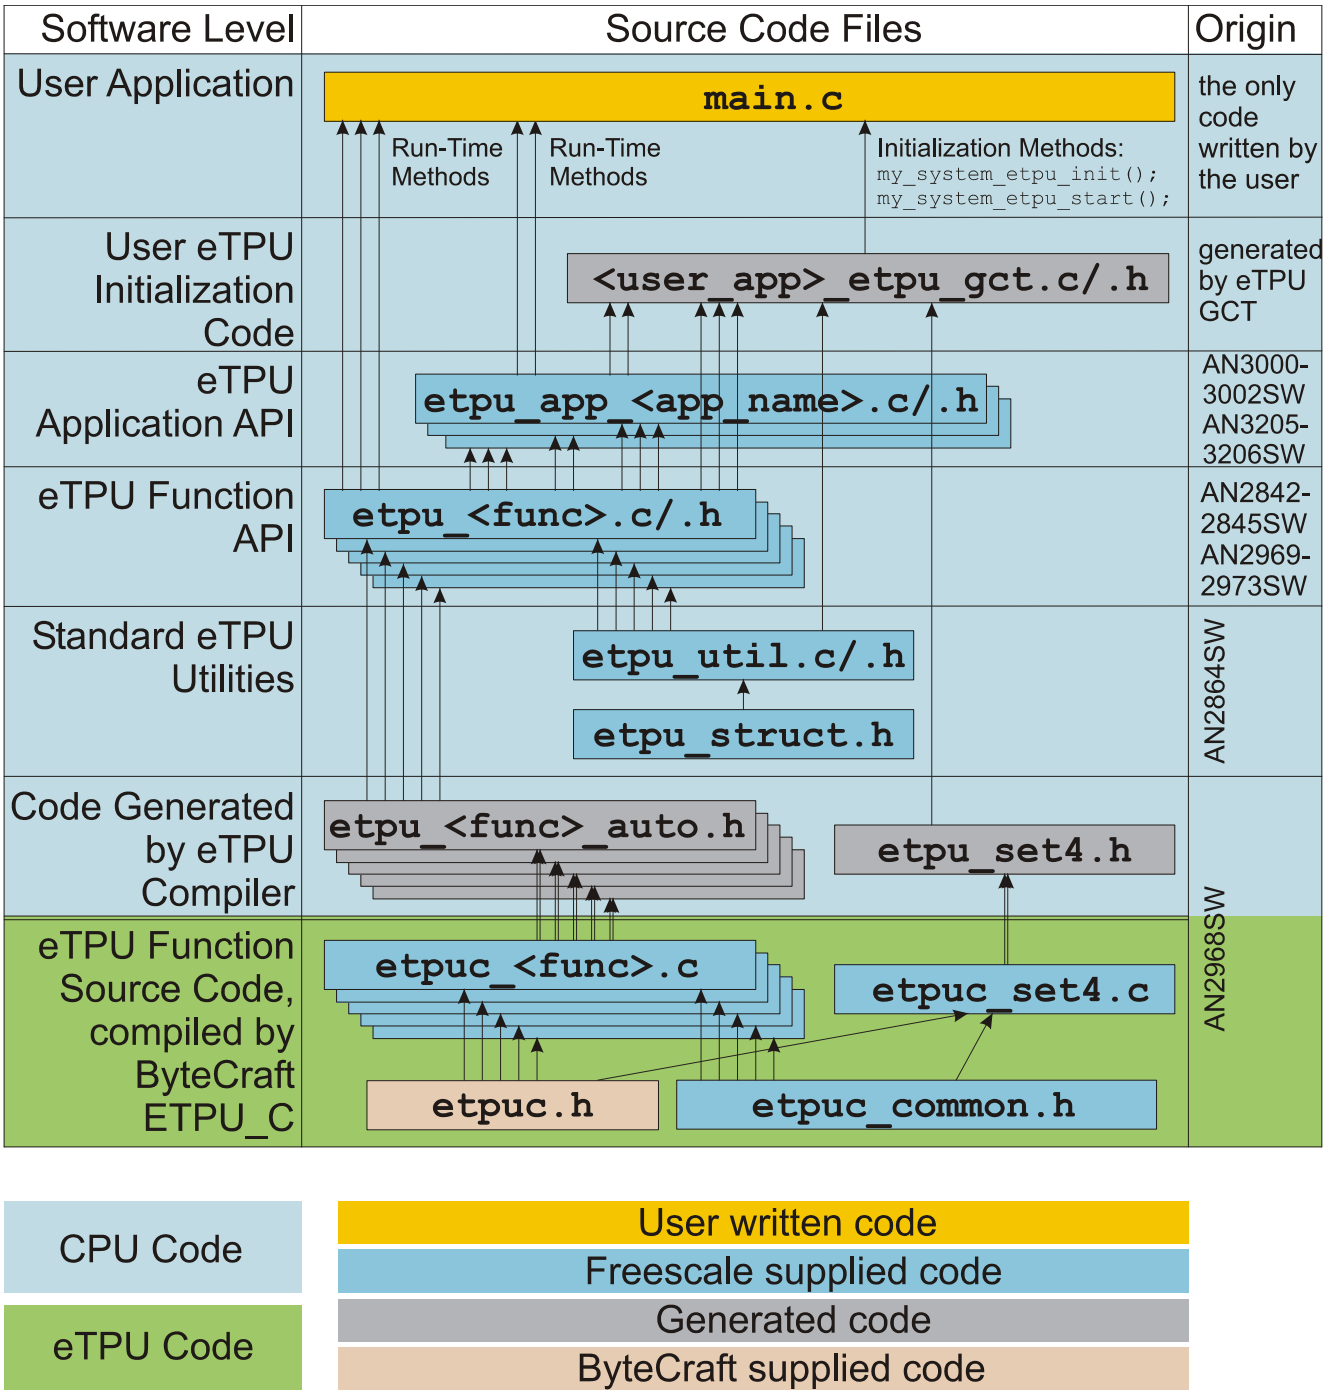 Software Level
Source Code Files
Origin
User Application
main.c
the only
code
written by
the user
Run-Time
Methods
Run-Time
Methods
Initialization Methods:
my_system_etpu_init();
my_system_etpu_start();
User eTPU
Initialization
Code
<user_app>_etpu_gct.c/.h
generated
by eTPU
GCT
eTPU
Application API
etpu_app_<app_name>.c/.h
AN3000-
3002SW
AN3205-
3206SW
eTPU Function
API
etpu_<func>.c/.h
AN2842-
2845SW
AN2969-
2973SW
Standard eTPU
Utilities
etpu_util.c/.h
etpu_struct.h
AN2864SW
Code Generated
by eTPU
Compiler
etpu_<func>_auto.h
etpu_set4.h
AN2968SW
eTPU Function
Source Code,
compiled by
ByteCraft
ETPU_C
etpuc_<func>.c
etpuc_set4.c
etpuc.h
etpuc_common.h
CPU Code
eTPU Code
User written code
Freescale supplied code
Generated code
ByteCraft supplied code